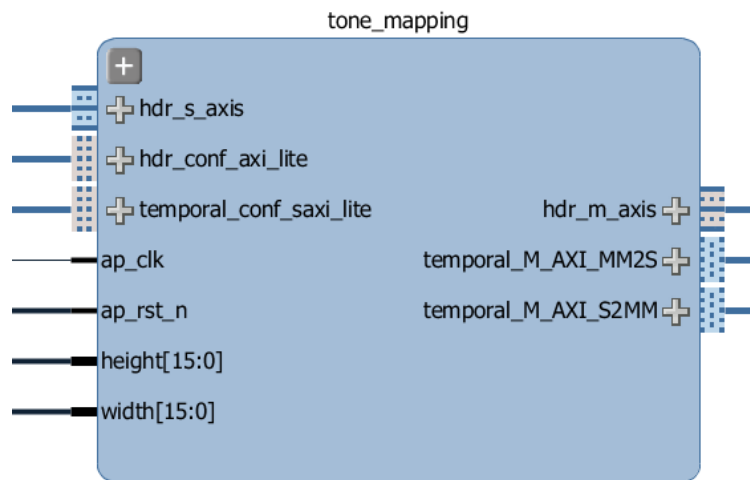 tone_mapping
hdr_s_axis
hdr_conf_axi_lite
temporal_conf_saxi_lite
hdr_m_axis
ap_clk
temporal_M_AXI_MM2S
ap_rst_n
temporal_M_AXI_S2MM
height[15:0]
width[15:0]